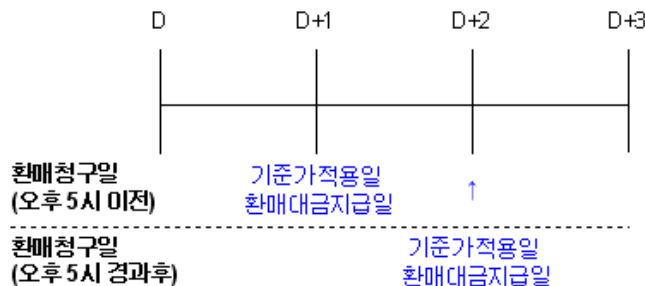 D D+1 D+2 D+3
환매청구일 기준가적용일
(오후 5시 이전) 환매대금지급일 ↑
환매청구일 기준가적용일
(오후 5시 경과후) 환매대금지급일